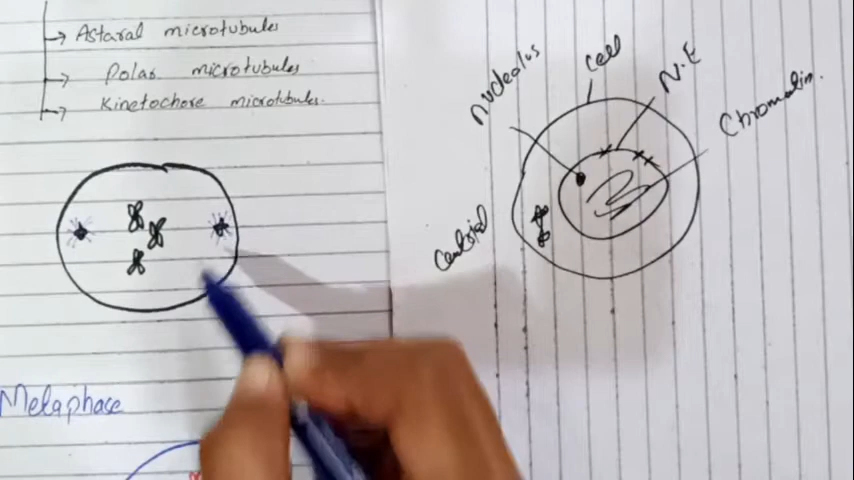 Astaral microtubules
Polar microtubules
Kinetochore microtubules.
Metaphase
nucleolus
cell
N.E
Chromatin.
Centriol